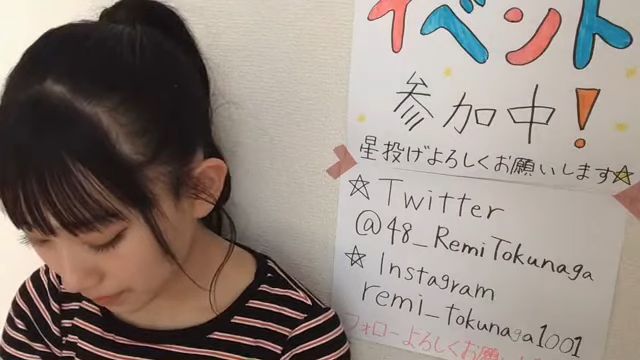 イベント
参加中!
星投げよろしくお願いします☆
☆ Twitter
@48_RemiTokunaga
☆ Instagram
remi_tokunaga1001
フォローよろしくお願い